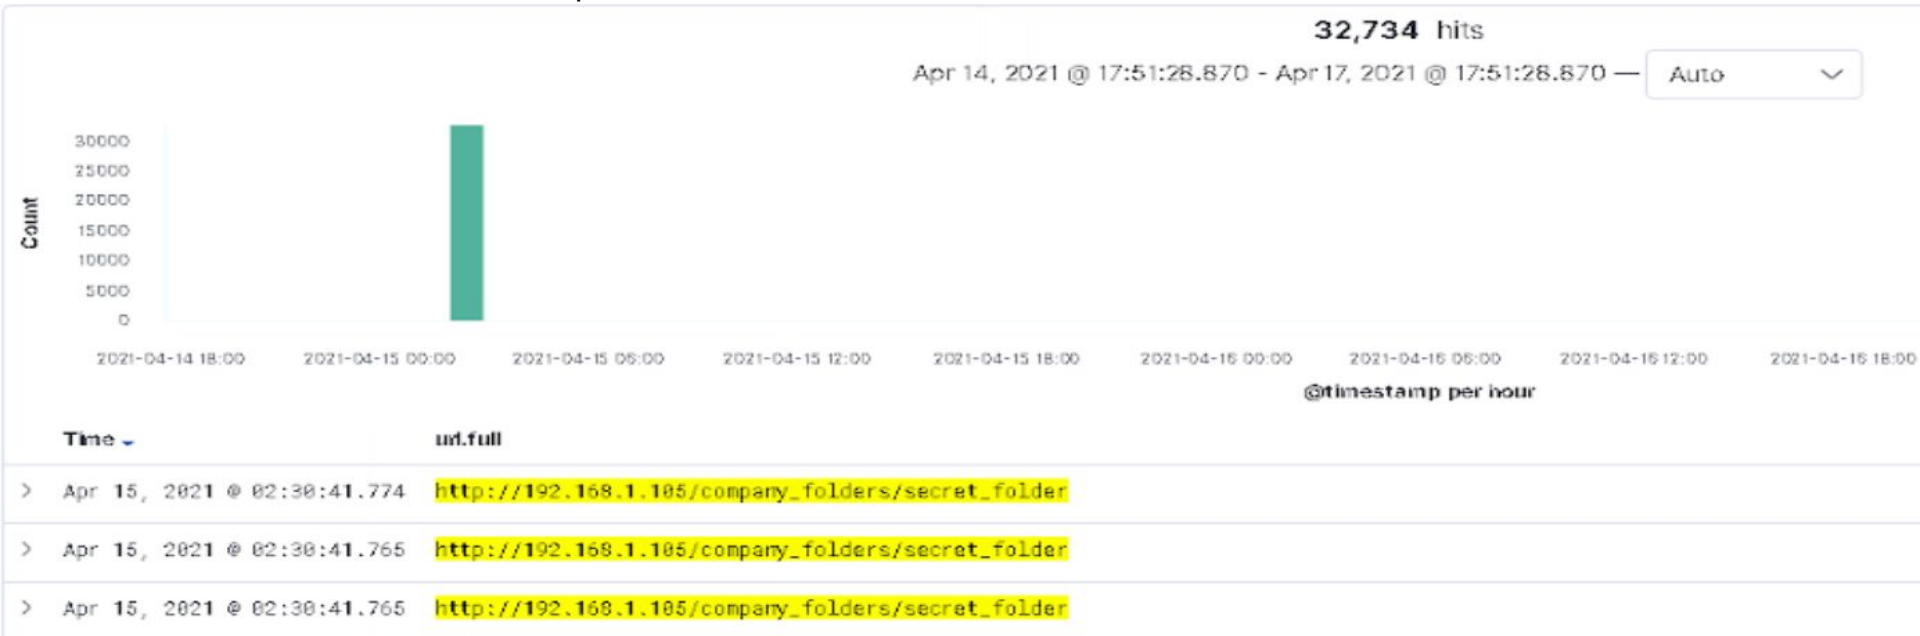 32,734 hits
Apr 14, 2021 @ 17:51:28.870 - Apr 17, 2021 @ 17:51:28.870 — Auto
30000
25000
20000
15000
10000
5000
0
Count
2021-04-14 18:00 2021-04-15 00:00 2021-04-15 06:00 2021-04-15 12:00 2021-04-15 18:00 2021-04-16 00:00 2021-04-16 06:00 2021-04-16 12:00 2021-04-16 18:00
@timestamp per hour
Time url.full
Apr 15, 2021 @ 02:30:41.774 http://192.168.1.105/company_folders/secret_folder
Apr 15, 2021 @ 02:30:41.765 http://192.168.1.105/company_folders/secret_folder
Apr 15, 2021 @ 02:30:41.765 http://192.168.1.105/company_folders/secret_folder